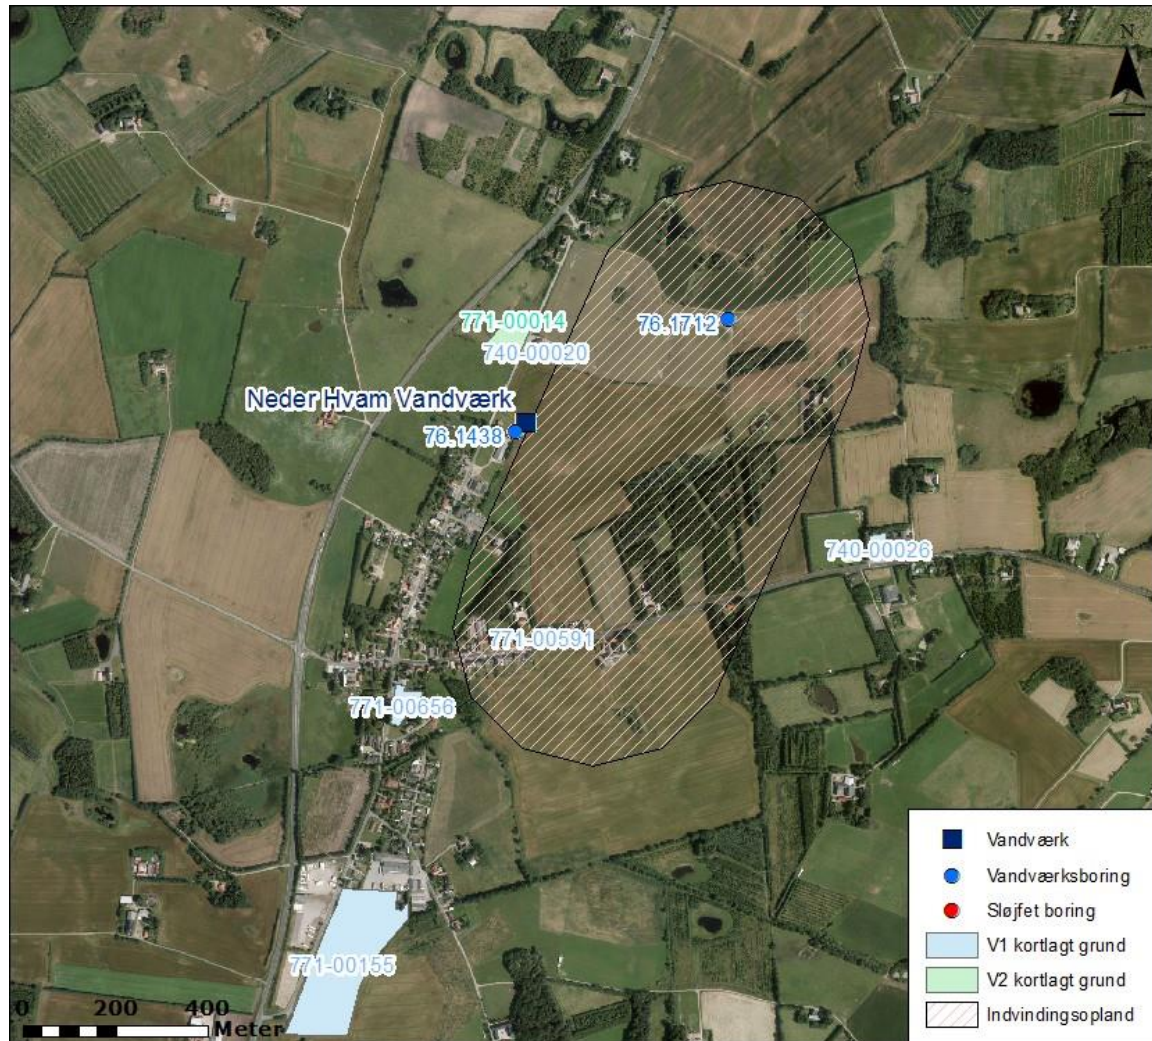 N
771-00014
76.1712
740-00020
Neder Hvam Vandværk
76.1438
740-00026
771-00591
771-00656
771-00155
0 200 400
Meter
Vandværk
Vandværksboring
Sløjfet boring
V1 kortlagt grund
V2 kortlagt grund
Indvindingsopland